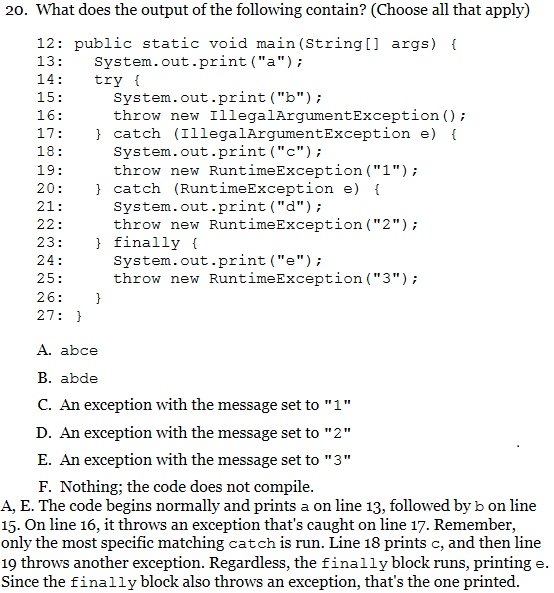 20. What does the output of the following contain? (Choose all that apply)
12: public static void main(String[] args) {
13:   System.out.print("a");
14:   try {
15:     System.out.print("b");
16:     throw new IllegalArgumentException();
17:   } catch (IllegalArgumentException e) {
18:     System.out.print("c");
19:     throw new RuntimeException("1");
20:   } catch (RuntimeException e) {
21:     System.out.print("d");
22:     throw new RuntimeException("2");
23:   } finally {
24:     System.out.print("e");
25:     throw new RuntimeException("3");
26:   }
27: }
A. abce
B. abde
C. An exception with the message set to "1"
D. An exception with the message set to "2"
E. An exception with the message set to "3"
F. Nothing; the code does not compile.
A, E. The code begins normally and prints a on line 13, followed by b on line
15. On line 16, it throws an exception that's caught on line 17. Remember,
only the most specific matching catch is run. Line 18 prints c, and then line
19 throws another exception. Regardless, the finally block runs, printing e.
Since the finally block also throws an exception, that's the one printed.